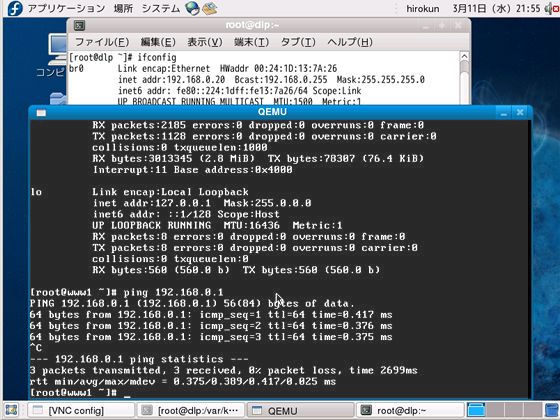 アプリケーション 場所 システム hirokun 3月11日 (水) 21:55
root@dlp:~
ファイル(F) 編集(E) 表示(V) 端末(T) タブ(T) ヘルプ(H)
[root@dlp ~]# ifconfig
br0 Link encap:Ethernet HWaddr 00:24:1D:13:7A:26
inet addr:192.168.0.20 Bcast:192.168.0.255 Mask:255.255.255.0
inet6 addr: fe80::224:1dff:fe13:7a26/64 Scope:Link
UP BROADCAST RUNNING MULTICAST MTU:1500 Metric:1
コンピ
QEMU
RX packets:2185 errors:0 dropped:0 overruns:0 frame:0
TX packets:1128 errors:0 dropped:0 overruns:0 carrier:0
collisions:0 txqueuelen:1000
RX bytes:3013345 (2.8 MiB) TX bytes:78307 (76.4 KiB)
Interrupt:11 Base address:0x4000
lo Link encap:Local Loopback
inet addr:127.0.0.1 Mask:255.0.0.0
inet6 addr: ::1/128 Scope:Host
UP LOOPBACK RUNNING MTU:16436 Metric:1
RX packets:8 errors:0 dropped:0 overruns:0 frame:0
TX packets:8 errors:0 dropped:0 overruns:0 carrier:0
collisions:0 txqueuelen:0
RX bytes:560 (560.0 b) TX bytes:560 (560.0 b)
[root@www1 ~]# ping 192.168.0.1
PING 192.168.0.1 (192.168.0.1) 56(84) bytes of data.
64 bytes from 192.168.0.1: icmp_seq=1 ttl=64 time=0.417 ms
64 bytes from 192.168.0.1: icmp_seq=2 ttl=64 time=0.376 ms
64 bytes from 192.168.0.1: icmp_seq=3 ttl=64 time=0.375 ms
^C
--- 192.168.0.1 ping statistics ---
3 packets transmitted, 3 received, 0% packet loss, time 2699ms
rtt min/avg/max/mdev = 0.375/0.389/0.417/0.025 ms
[root@www1 ~]# _
[VNC config] [root@dlp:/var/k... QEMU root@dlp:~